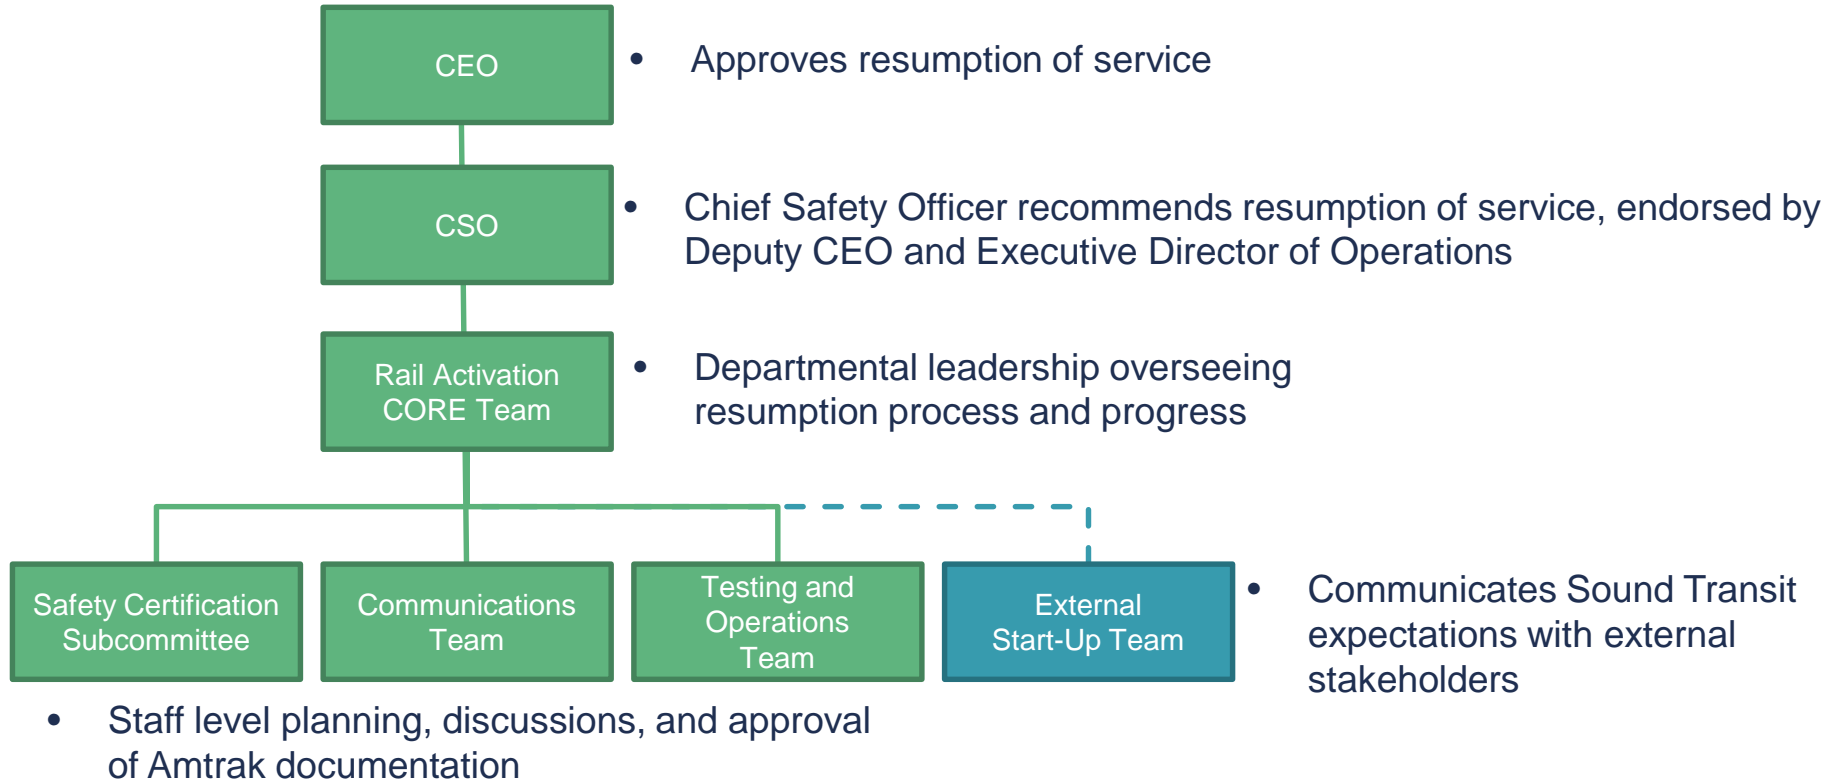 CEO
• Approves resumption of service
CSO
• Chief Safety Officer recommends resumption of service, endorsed by
Deputy CEO and Executive Director of Operations
Rail Activation
CORE Team
• Departmental leadership overseeing
resumption process and progress
Safety Certification
Subcommittee
Communications
Team
Testing and
Operations
Team
External
Start-Up Team
• Communicates Sound Transit
expectations with external
stakeholders
• Staff level planning, discussions, and approval
of Amtrak documentation